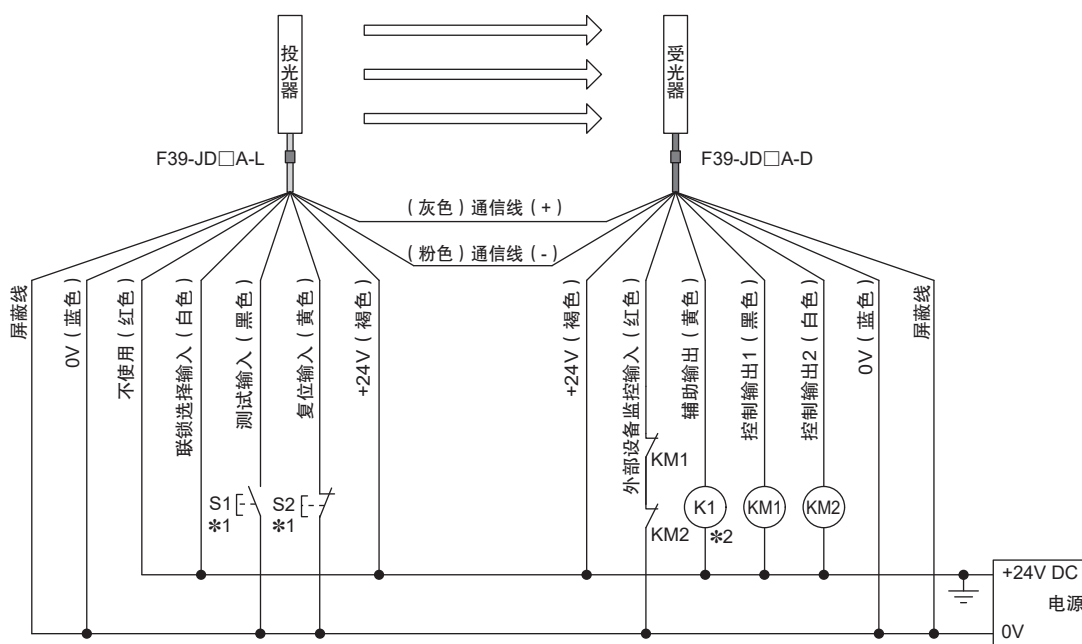 投光器
受光器
F39-JD□A-L
F39-JD□A-D
（灰色）通信线（+）
（粉色）通信线（-）
屏蔽线
0V（蓝色）
不使用（红色）
联锁选择输入（白色）
测试输入（黑色）
复位输入（黄色）
+24V（褐色）
+24V（褐色）
外部设备监控输入（红色）
辅助输出（黄色）
控制输出1（黑色）
控制输出2（白色）
0V（蓝色）
屏蔽线
S1
✱1
S2
✱1
KM1
KM2
K1
✱2
KM1
KM2
+24V DC
电源
0V